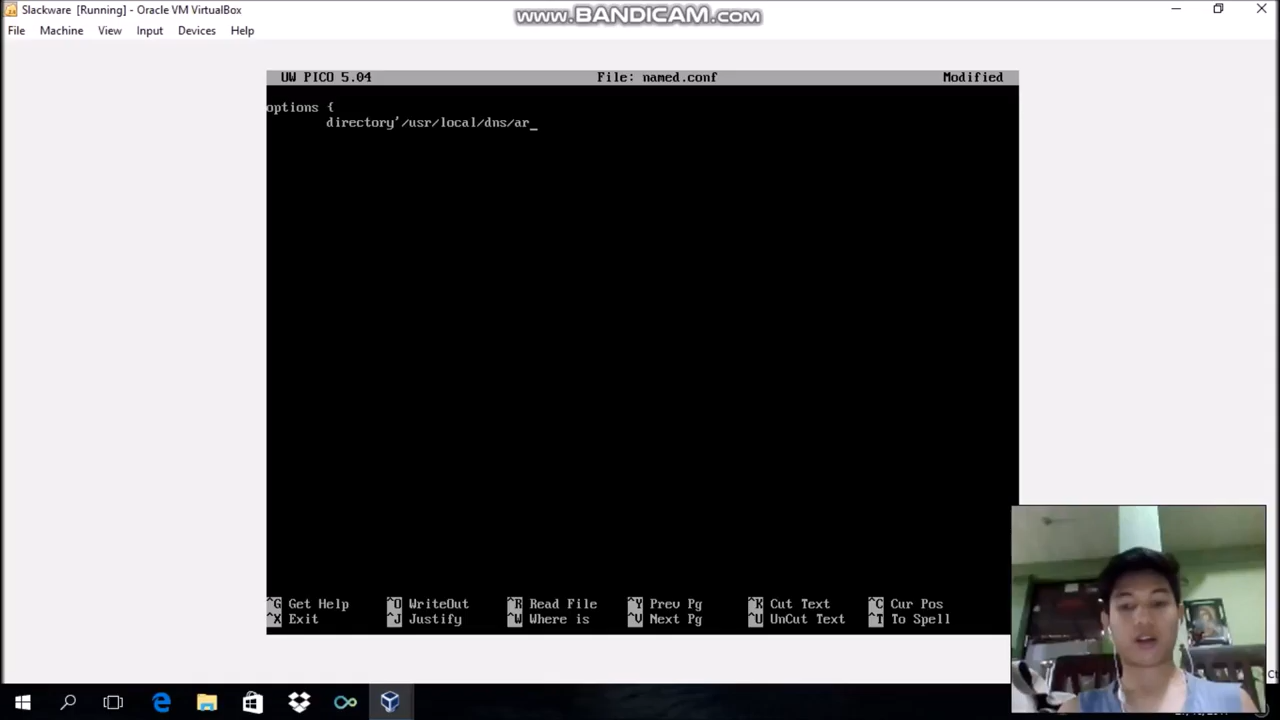 Slackware [Running] - Oracle VM VirtualBox
www.BANDICAM.com
File Machine View Input Devices Help
UW PICO 5.04 File: named.conf Modified
options {
directory'/usr/local/dns/ar_
^G Get Help ^O WriteOut ^R Read File ^Y Prev Pg ^K Cut Text ^C Cur Pos
^X Exit ^J Justify ^W Where is ^V Next Pg ^U UnCut Text ^T To Spell